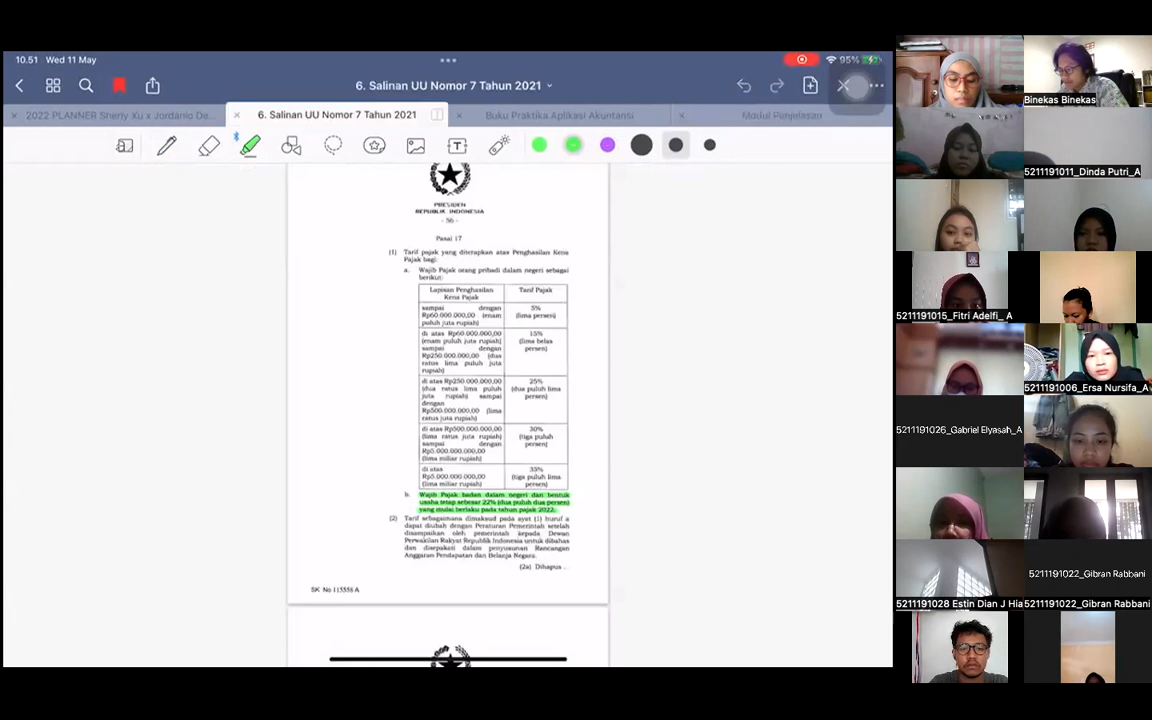 10.51 Wed 11 May
95%
6. Salinan UU Nomor 7 Tahun 2021
2022 PLANNER Sherly Xu x Jordanio De...
6. Salinan UU Nomor 7 Tahun 2021
Buku Praktika Aplikasi Akuntansi
Modul Penjualan
PRESIDEN
REPUBLIK INDONESIA
- 56 -
Pasal 17
(1) Tarif pajak yang diterapkan atas Penghasilan Kena
Pajak bagi:
a. Wajib Pajak orang pribadi dalam negeri sebagai
berikut:
Lapisan Penghasilan
Kena Pajak
Tarif Pajak
sampai dengan
Rp60.000.000,00 (enam
puluh juta rupiah)
5%
(lima persen)
di atas Rp60.000.000,00
(enam puluh juta rupiah)
sampai dengan
Rp250.000.000,00 (dua
ratus lima puluh juta
rupiah)
15%
(lima belas
persen)
di atas Rp250.000.000,00
(dua ratus lima puluh
juta rupiah) sampai
dengan
Rp500.000.000,00 (lima
ratus juta rupiah)
25%
(dua puluh lima
persen)
di atas Rp500.000.000,00
(lima ratus juta rupiah)
sampai dengan
Rp5.000.000.000,00
(lima miliar rupiah)
30%
(tiga puluh
persen)
di atas
Rp5.000.000.000,00
(lima miliar rupiah)
35%
(tiga puluh lima
persen)
b. Wajib Pajak badan dalam negeri dan bentuk
usaha tetap sebesar 22% (dua puluh dua persen)
yang mulai berlaku pada tahun pajak 2022.
(2) Tarif sebagaimana dimaksud pada ayat (1) huruf a
dapat diubah dengan Peraturan Pemerintah setelah
disampaikan oleh pemerintah kepada Dewan
Perwakilan Rakyat Republik Indonesia untuk dibahas
dan disepakati dalam penyusunan Rancangan
Anggaran Pendapatan dan Belanja Negara.
(2a) Dihapus ..
SK No 115558 A
Binekas Binekas
5211191011_Dinda Putri_A
5211191015_Fitri Adelfi_ A
5211191006_Ersa Nursifa_A
5211191026_Gabriel Elyasah_A
5211191022_Gibran Rabbani
5211191028 Estin Dian J Hia
5211191022_Gibran Rabbani